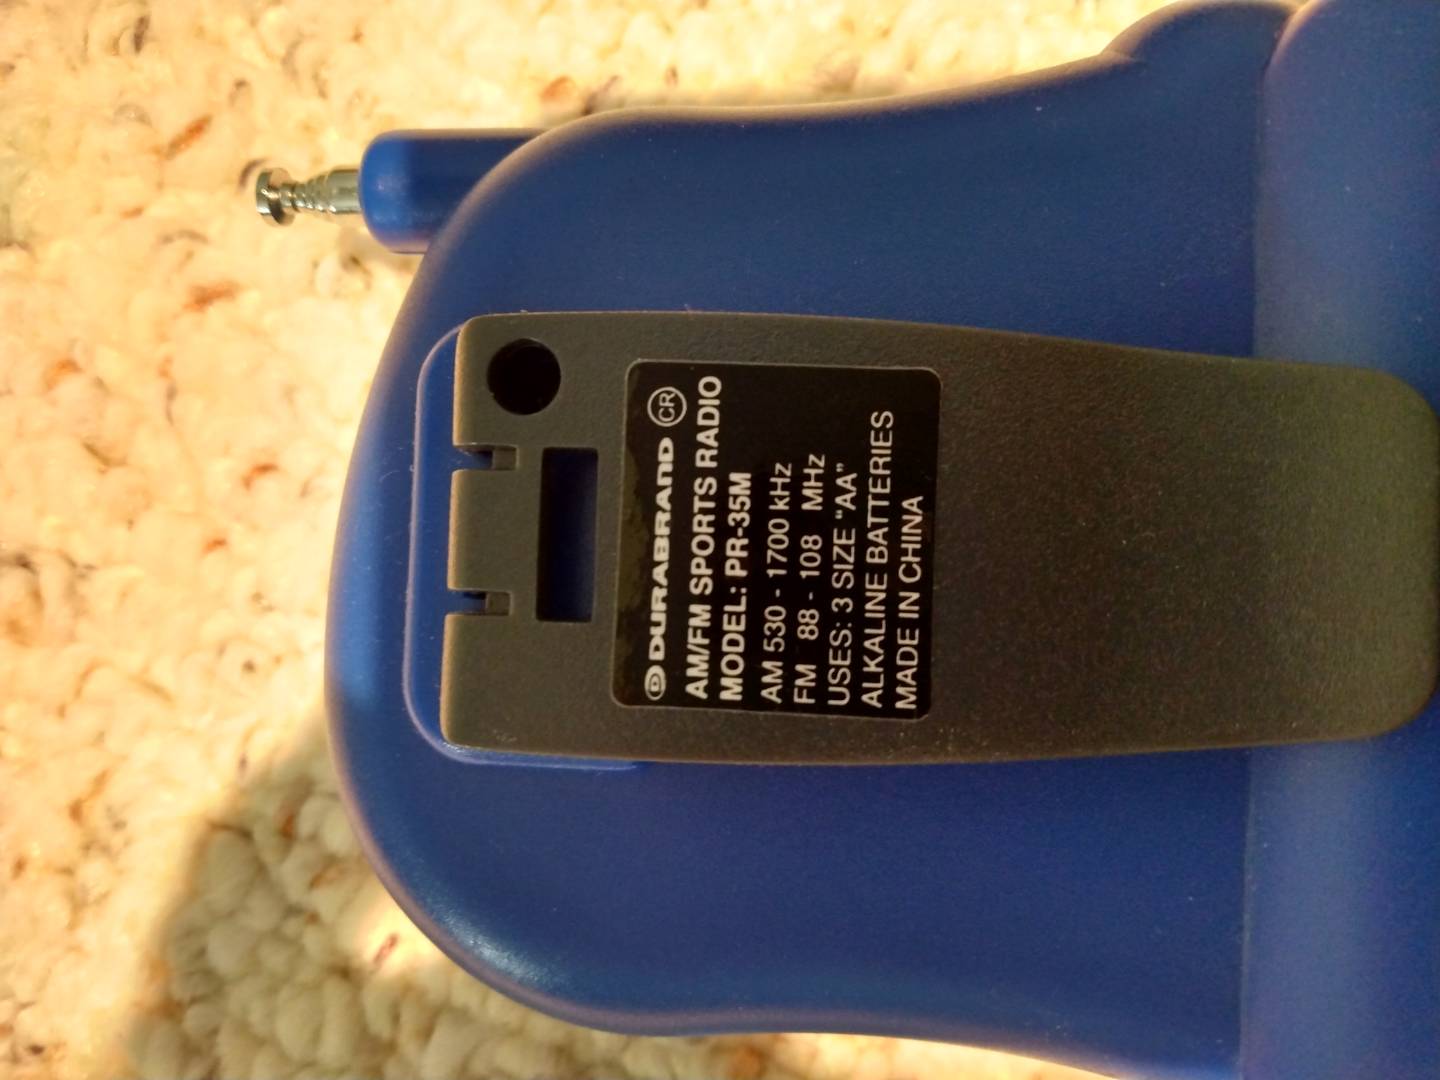 D DURABRAND CR
AM/FM SPORTS RADIO
MODEL: PR-35M
AM 530 - 1700 kHz
FM 88 - 108 MHz
USES: 3 SIZE "AA"
ALKALINE BATTERIES
MADE IN CHINA